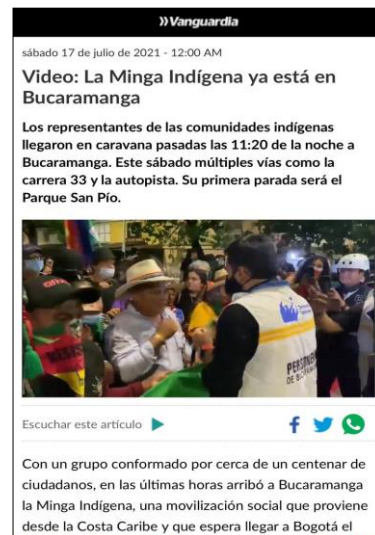 Vanguardia
sábado 17 de julio de 2021 - 12:00 AM
Video: La Minga Indígena ya está en
Bucaramanga
Los representantes de las comunidades indígenas
llegaron en caravana pasadas las 11:20 de la noche a
Bucaramanga. Este sábado múltiples vías como la
carrera 33 y la autopista. Su primera parada será el
Parque San Pío.
PERSONERÍA
DE BUCARAMANGA
Escuchar este artículo
Con un grupo conformado por cerca de un centenar de
ciudadanos, en las últimas horas arribó a Bucaramanga
la Minga Indígena, una movilización social que proviene
desde la Costa Caribe y que espera llegar a Bogotá el